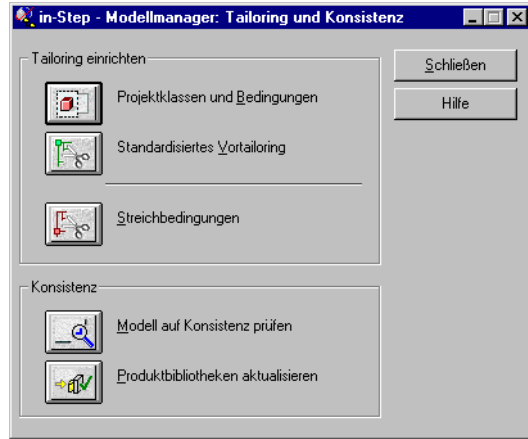 in-Step - Modellmanager: Tailoring und Konsistenz
Tailoring einrichten
Schließen
Projektklassen und Bedingungen
Hilfe
Standardisiertes Vortailoring
Streichbedingungen
Konsistenz
Modell auf Konsistenz prüfen
Produktbibliotheken aktualisieren